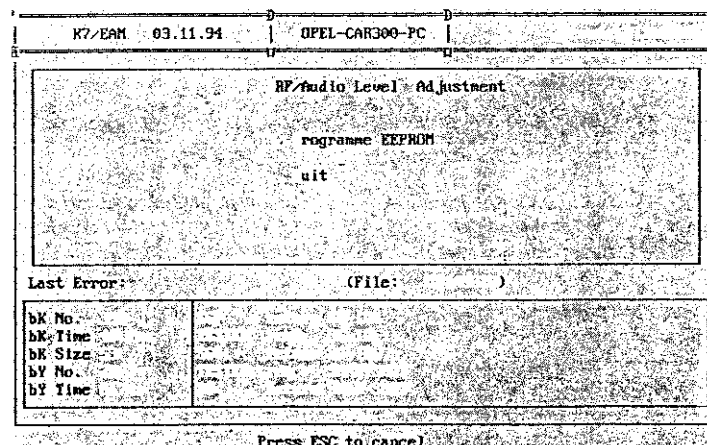 K7/EAM 03.11.94 OPEL-CAR300-PC
RF/Audio Level Adjustment
rogramme EEPROM
uit
Last Error: (File: )
bK No.
bK Time
bK Size
bY No.
bY Time
Press ESC to cancel